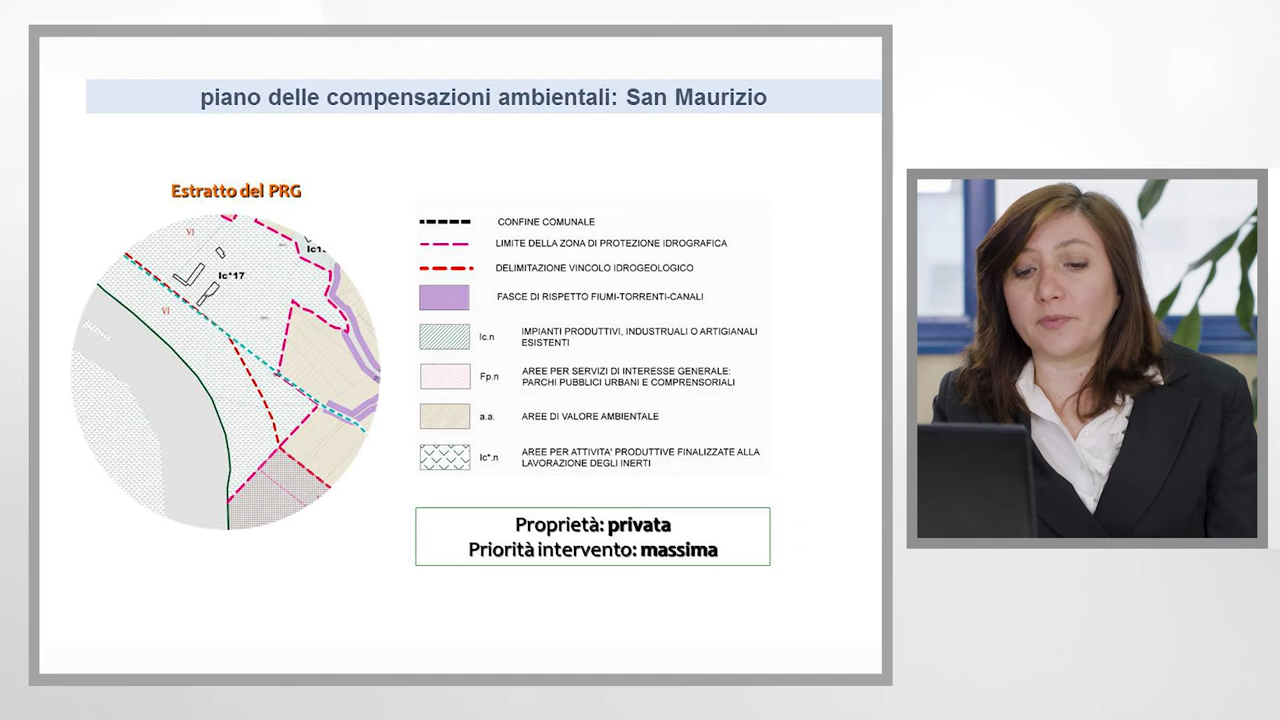 piano delle compensazioni ambientali: San Maurizio
Estratto del PRG
VI
Ic*17
VI
CONFINE COMUNALE
LIMITE DELLA ZONA DI PROTEZIONE IDROGRAFICA
DELIMITAZIONE VINCOLO IDROGEOLOGICO
FASCE DI RISPETTO FIUMI-TORRENTI-CANALI
Ic.n IMPIANTI PRODUTTIVI, INDUSTRUALI O ARTIGIANALI
ESISTENTI
Fp.n AREE PER SERVIZI DI INTERESSE GENERALE:
PARCHI PUBBLICI URBANI E COMPRENSORIALI
a.a. AREE DI VALORE AMBIENTALE
Ic*.n AREE PER ATTIVITA' PRODUTTIVE FINALIZZATE ALLA
LAVORAZIONE DEGLI INERTI
Proprietà: privata
Priorità intervento: massima